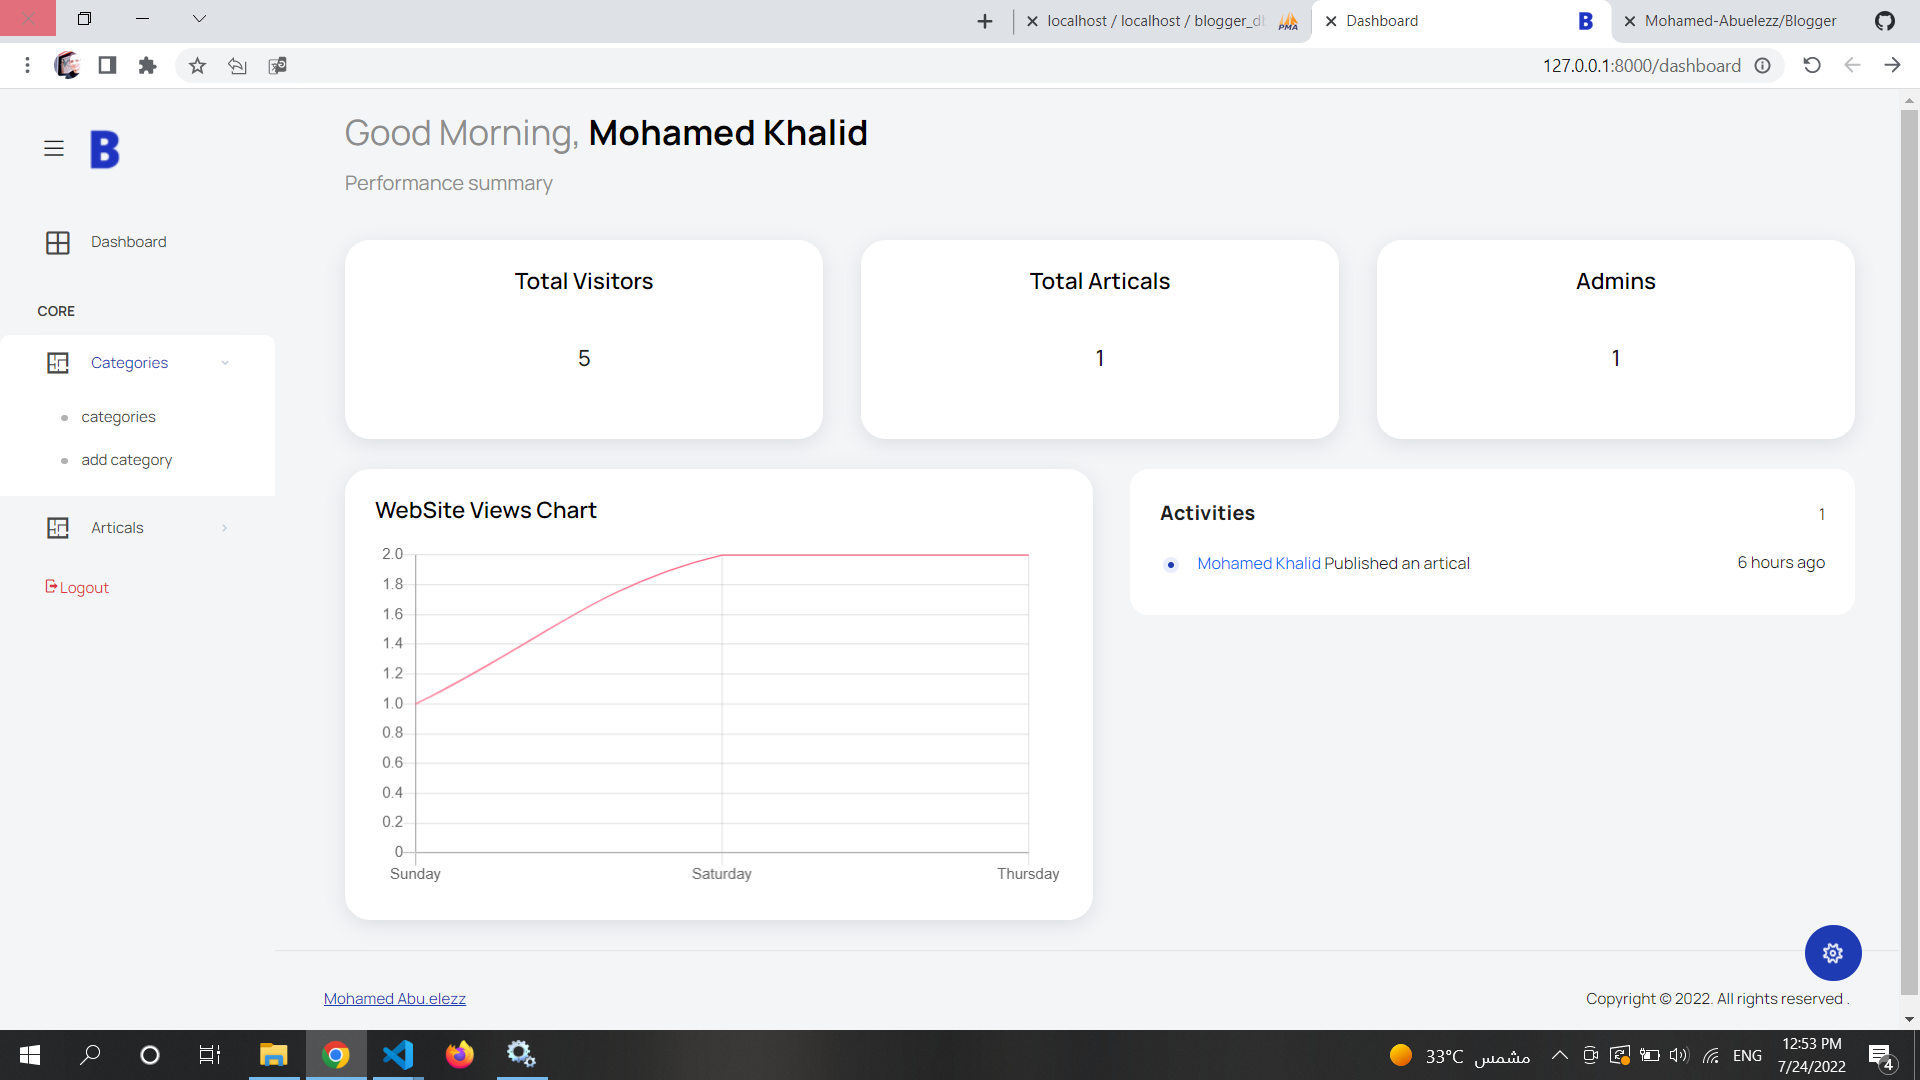 localhost / localhost / blogger_db
PMA
Dashboard
B
Mohamed-Abuelezz/Blogger
127.0.0.1:8000/dashboard
B
Good Morning, Mohamed Khalid
Performance summary
Dashboard
CORE
Categories
categories
add category
Articals
Logout
Total Visitors
5
Total Articals
1
Admins
1
WebSite Views Chart
2.0
1.8
1.6
1.4
1.2
1.0
0.8
0.6
0.4
0.2
0
Sunday Saturday Thursday
Activities 1
Mohamed Khalid Published an artical 6 hours ago
Mohamed Abu.elezz
Copyright © 2022. All rights reserved .
33°C مشمس
ENG
12:53 PM
7/24/2022
4